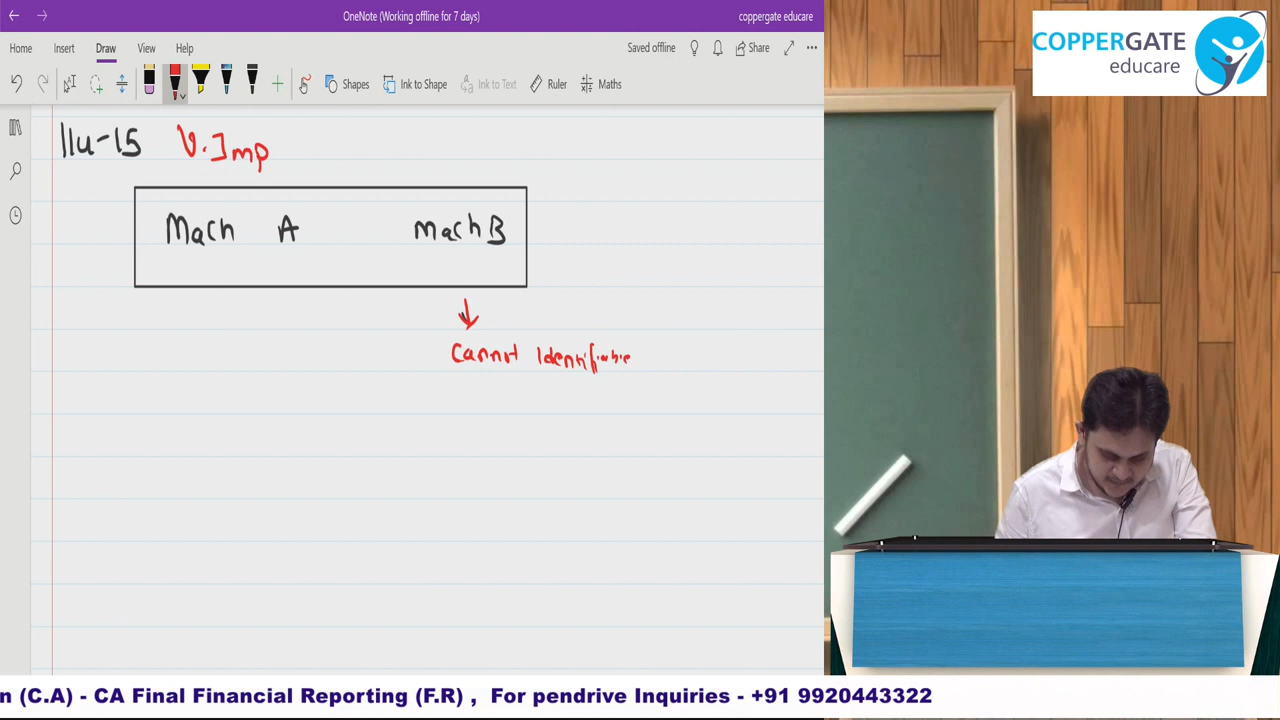 OneNote (Working offline for 7 days)
coppergate educare
Home Insert Draw View Help
Saved offline Share
Shapes Ink to Shape Ink to Text Ruler Maths
Illu-15 V.Imp
Mach A mach B
Cannot Identifiable
COPPERGATE
educare
n (C.A) - CA Final Financial Reporting (F.R) , For pendrive Inquiries - +91 9920443322